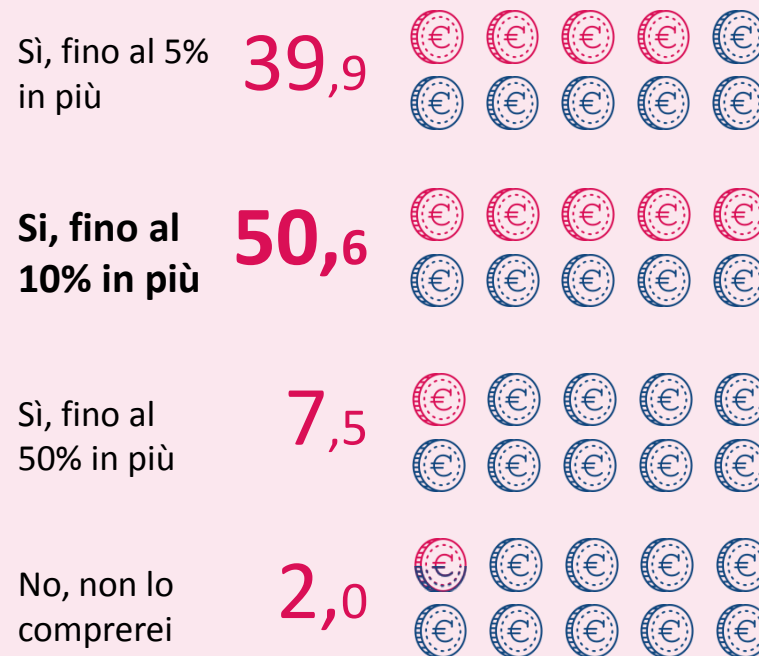 Sì, fino al 5%
in più
39,9
Si, fino al
10% in più
50,6
Sì, fino al
50% in più
7,5
No, non lo
comprerei
2,0